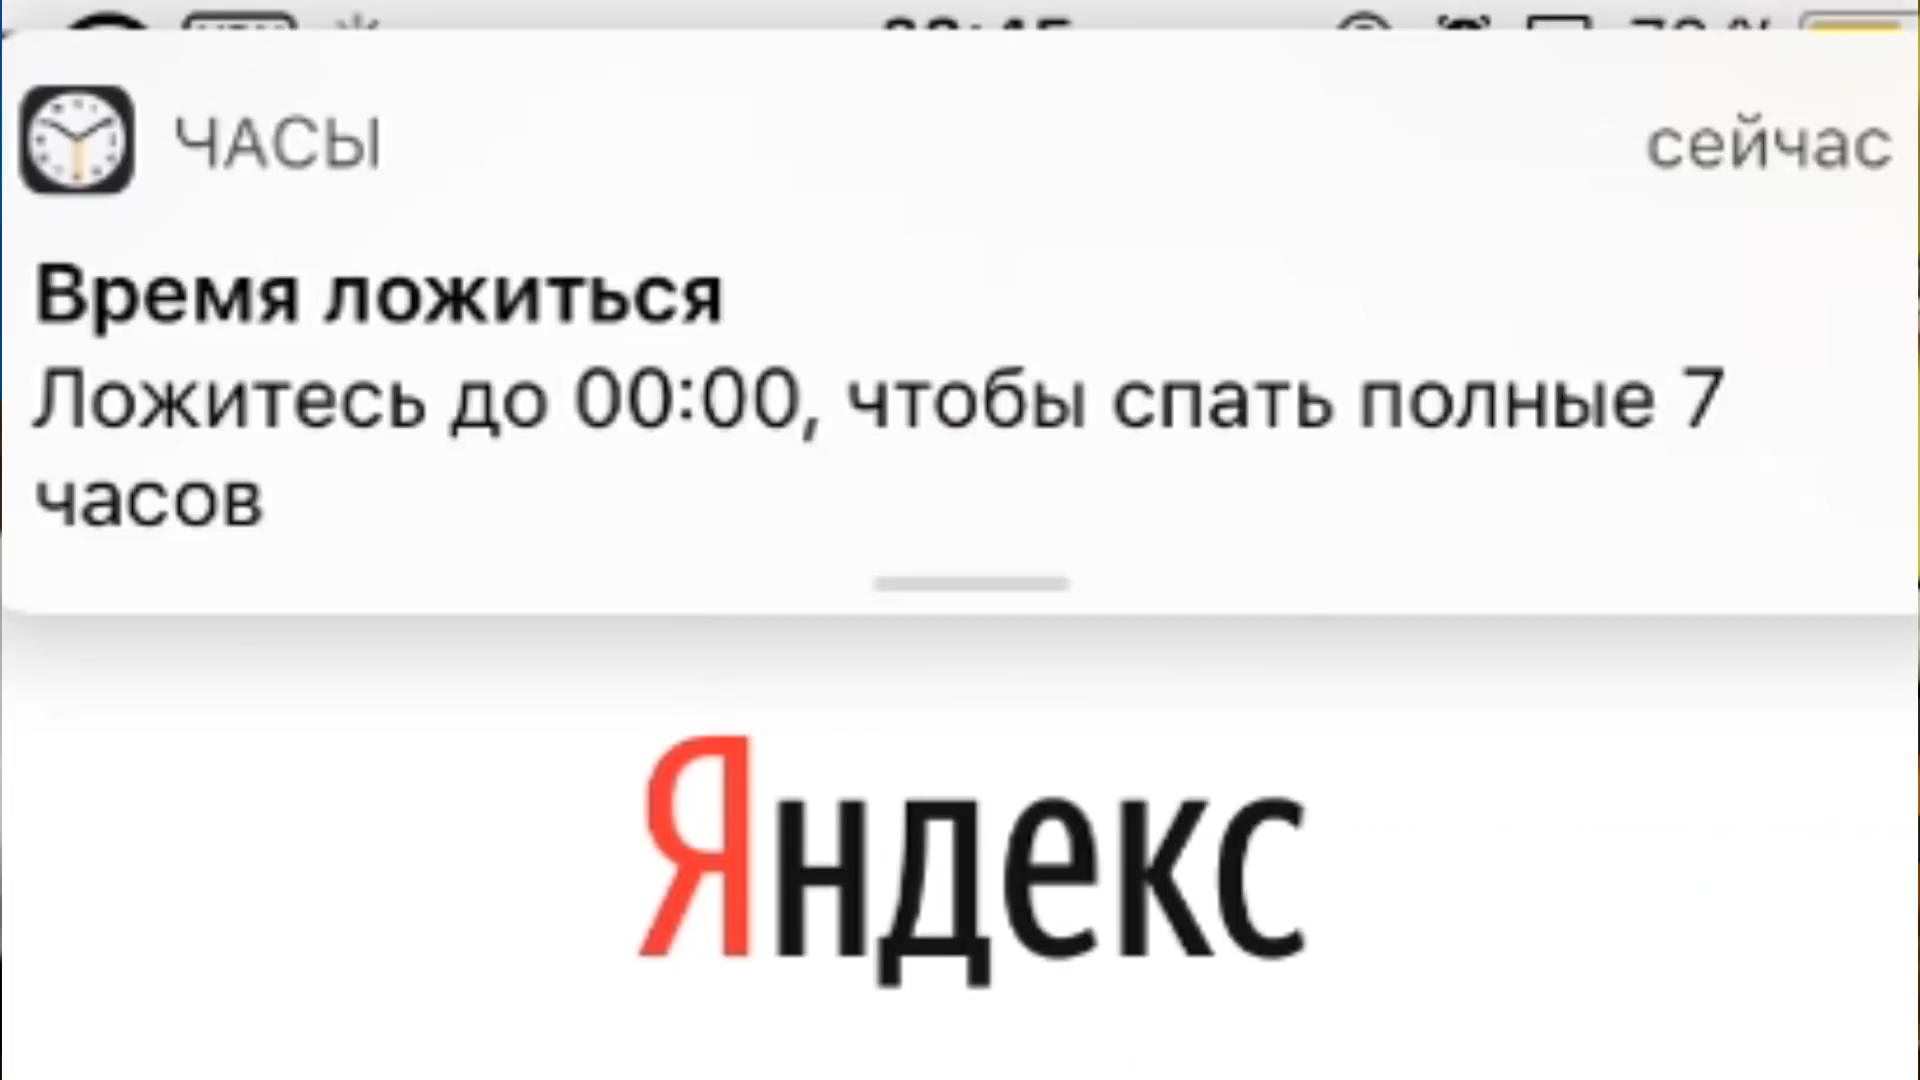 ЧАСЫ
сейчас
Время ложиться
Ложитесь до 00:00, чтобы спать полные 7
часов
Яндекс